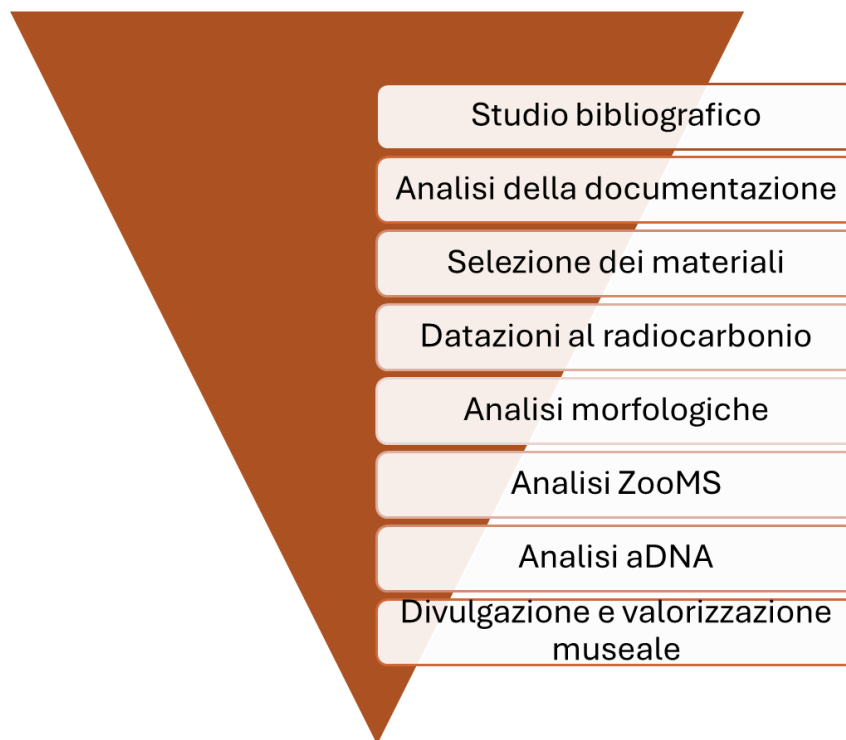 Studio bibliografico
Analisi della documentazione
Selezione dei materiali
Datazioni al radiocarbonio
Analisi morfologiche
Analisi ZooMS
Analisi aDNA
Divulgazione e valorizzazione
museale